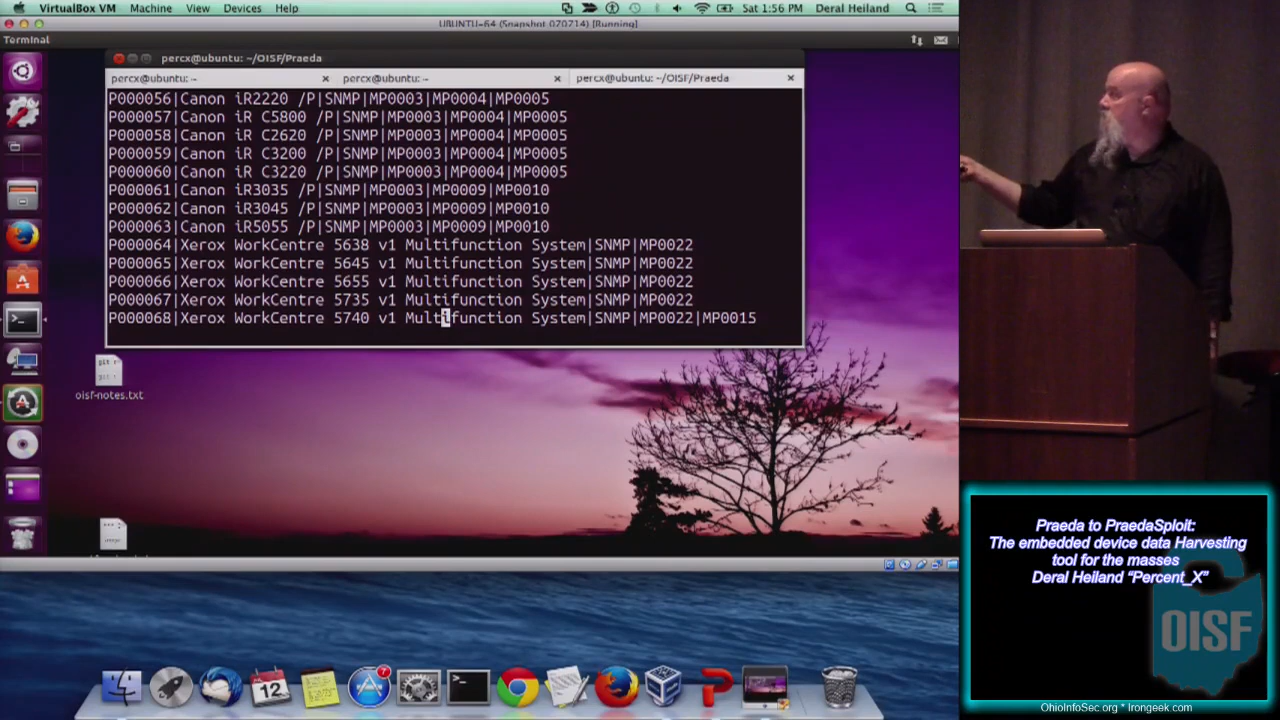 VirtualBox VM Machine View Devices Help
Sat 1:56 PM Deral Heiland
UBUNTU-64 (Snapshot 070714) [Running]
Terminal
percx@ubuntu: ~/OISF/Praeda
percx@ubuntu: ~ x percx@ubuntu: ~ x percx@ubuntu: ~/OISF/Praeda x
P000056|Canon iR2220 /P|SNMP|MP0003|MP0004|MP0005
P000057|Canon iR C5800 /P|SNMP|MP0003|MP0004|MP0005
P000058|Canon iR C2620 /P|SNMP|MP0003|MP0004|MP0005
P000059|Canon iR C3200 /P|SNMP|MP0003|MP0004|MP0005
P000060|Canon iR C3220 /P|SNMP|MP0003|MP0004|MP0005
P000061|Canon iR3035 /P|SNMP|MP0003|MP0009|MP0010
P000062|Canon iR3045 /P|SNMP|MP0003|MP0009|MP0010
P000063|Canon iR5055 /P|SNMP|MP0003|MP0009|MP0010
P000064|Xerox WorkCentre 5638 v1 Multifunction System|SNMP|MP0022
P000065|Xerox WorkCentre 5645 v1 Multifunction System|SNMP|MP0022
P000066|Xerox WorkCentre 5655 v1 Multifunction System|SNMP|MP0022
P000067|Xerox WorkCentre 5735 v1 Multifunction System|SNMP|MP0022
P000068|Xerox WorkCentre 5740 v1 Multifunction System|SNMP|MP0022|MP0015
oisf-notes.txt
7
12
Praeda to PraedaSploit:
The embedded device data Harvesting
tool for the masses
Deral Heiland “Percent_X”
OISF
OhioInfoSec.org * Irongeek.com